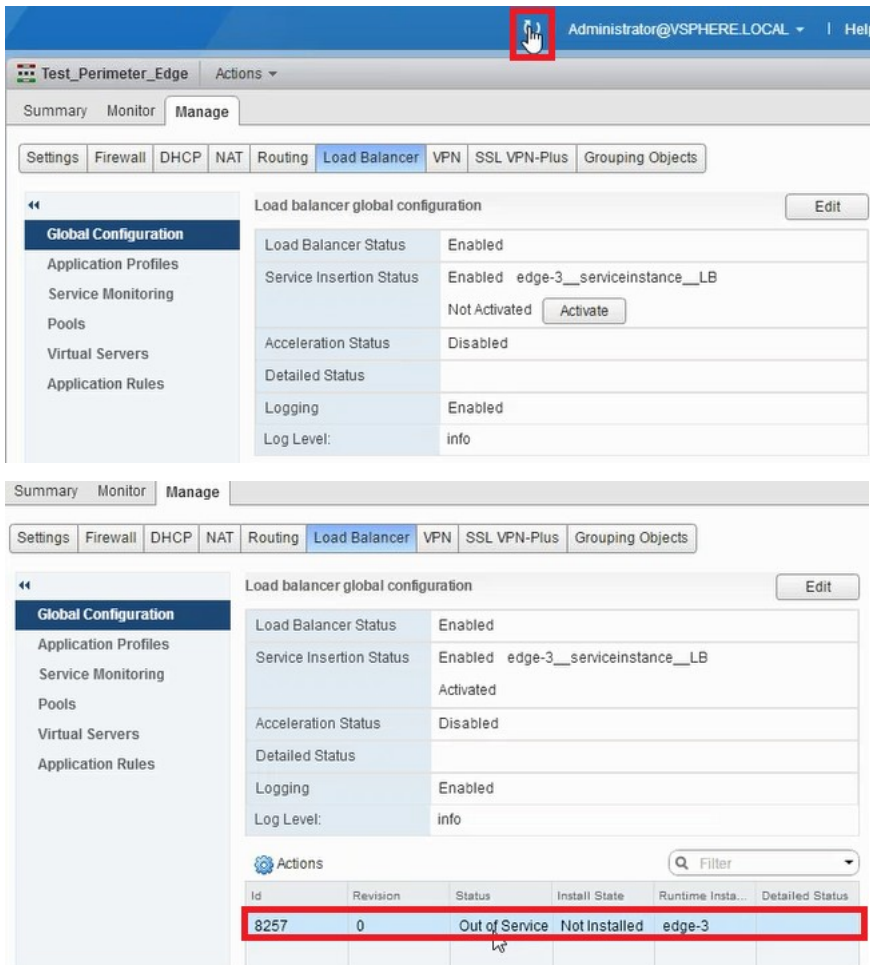 Administrator@VSPHERE.LOCAL | Help
Test_Perimeter_Edge Actions
Summary Monitor Manage
Settings Firewall DHCP NAT Routing Load Balancer VPN SSL VPN-Plus Grouping Objects
Load balancer global configuration Edit
Global Configuration
Application Profiles
Service Monitoring
Pools
Virtual Servers
Application Rules
Load Balancer Status Enabled
Service Insertion Status Enabled edge-3__serviceinstance__LB
Not Activated Activate
Acceleration Status Disabled
Detailed Status
Logging Enabled
Log Level: info
Summary Monitor Manage
Settings Firewall DHCP NAT Routing Load Balancer VPN SSL VPN-Plus Grouping Objects
Load balancer global configuration Edit
Global Configuration
Application Profiles
Service Monitoring
Pools
Virtual Servers
Application Rules
Load Balancer Status Enabled
Service Insertion Status Enabled edge-3__serviceinstance__LB
Activated
Acceleration Status Disabled
Detailed Status
Logging Enabled
Log Level: info
Actions Filter
Id Revision Status Install State Runtime Insta... Detailed Status
8257 0 Out of Service Not Installed edge-3